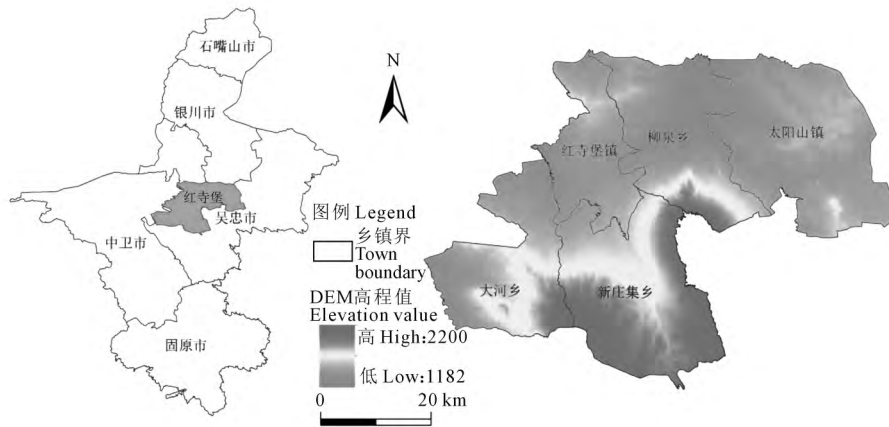 石嘴山市
银川市
红寺堡
吴忠市
中卫市
固原市
N
图例 Legend
乡镇界
Town
boundary
DEM高程值
Elevation value
高 High:2200
低 Low:1182
0 20 km
红寺堡镇
柳泉乡
太阳山镇
大河乡
新庄集乡